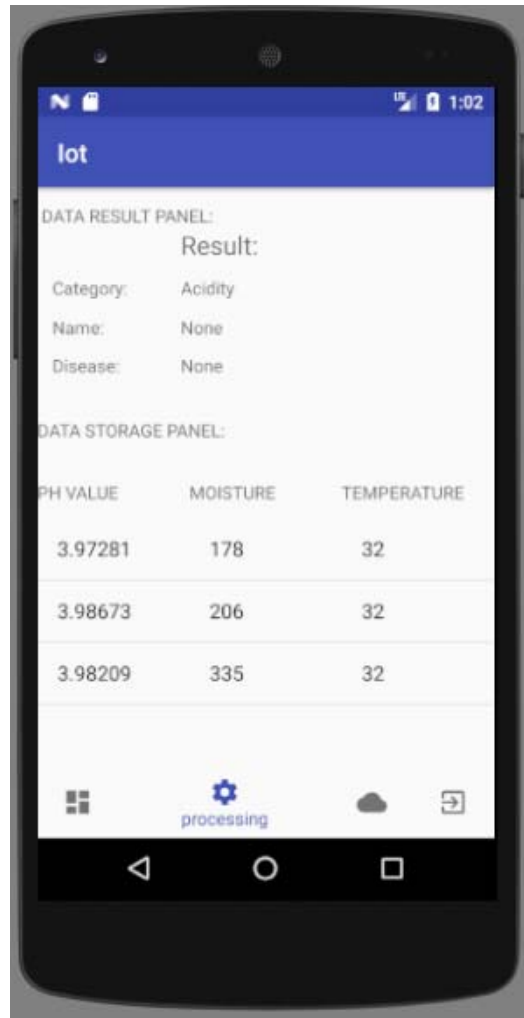 LTE 1:02
Iot
DATA RESULT PANEL:
Result:
Category: Acidity
Name: None
Disease: None
DATA STORAGE PANEL:
PH VALUE MOISTURE TEMPERATURE
3.97281 178 32
3.98673 206 32
3.98209 335 32
processing